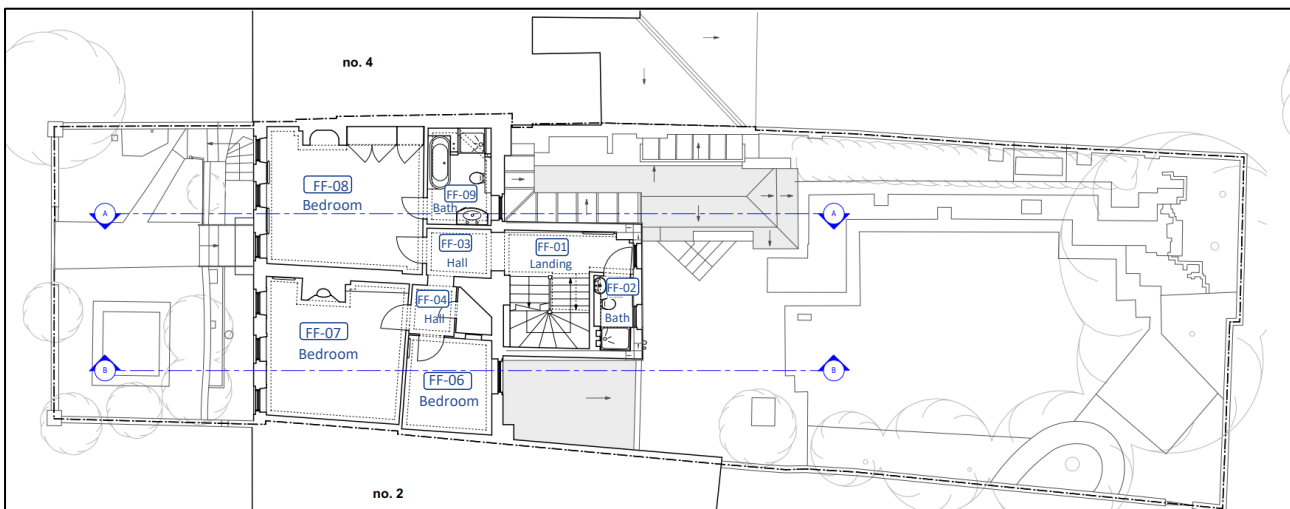 no. 4
FF-08
Bedroom
FF-09
Bath
A
A
FF-03
Hall
FF-01
Landing
FF-02
Bath
FF-04
Hall
FF-07
Bedroom
B
B
FF-06
Bedroom
no. 2